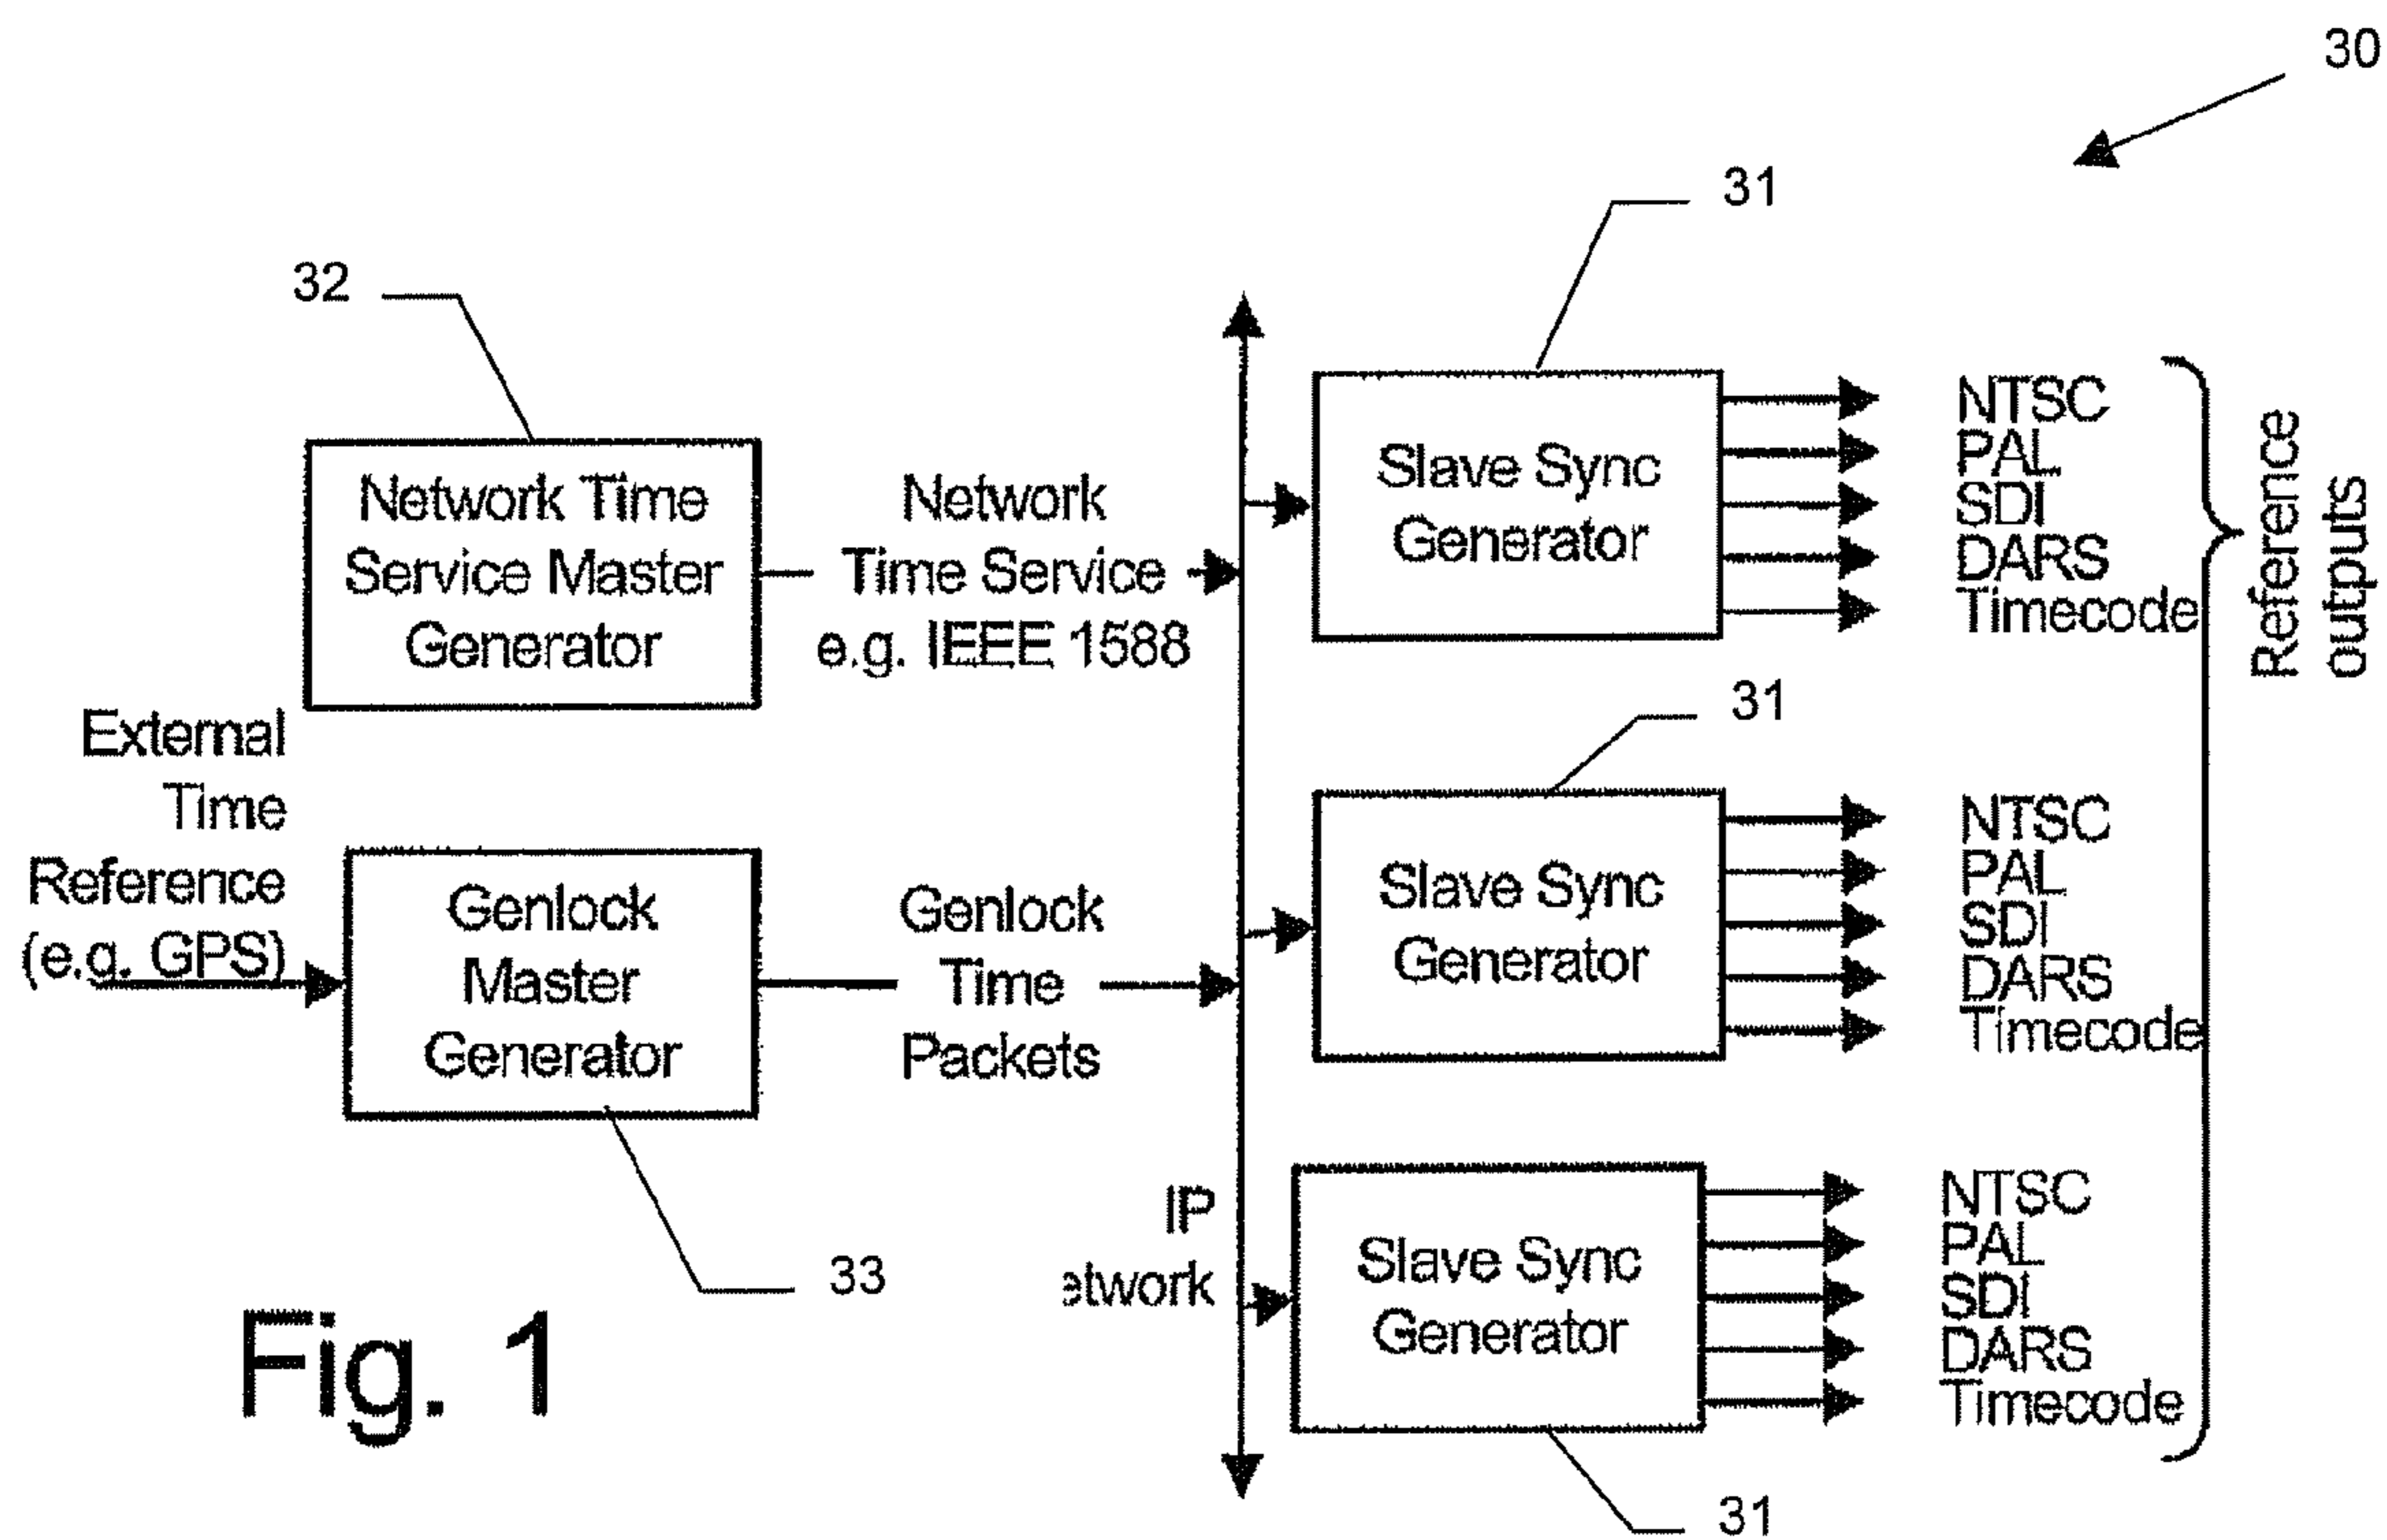 30
31
32
Network Time
Service Master
Generator
Network
Time Service
e.g. IEEE 1588
Slave Sync
Generator
NTSC
PAL
SDI
DARS
Timecode
Reference
outputs
External
Time
Reference
(e.g. GPS)
Genlock
Master
Generator
33
Genlock
Time
Packets
31
Slave Sync
Generator
NTSC
PAL
SDI
DARS
Timecode
IP
etwork
Slave Sync
Generator
31
NTSC
PAL
SDI
DARS
Timecode
Fig. 1